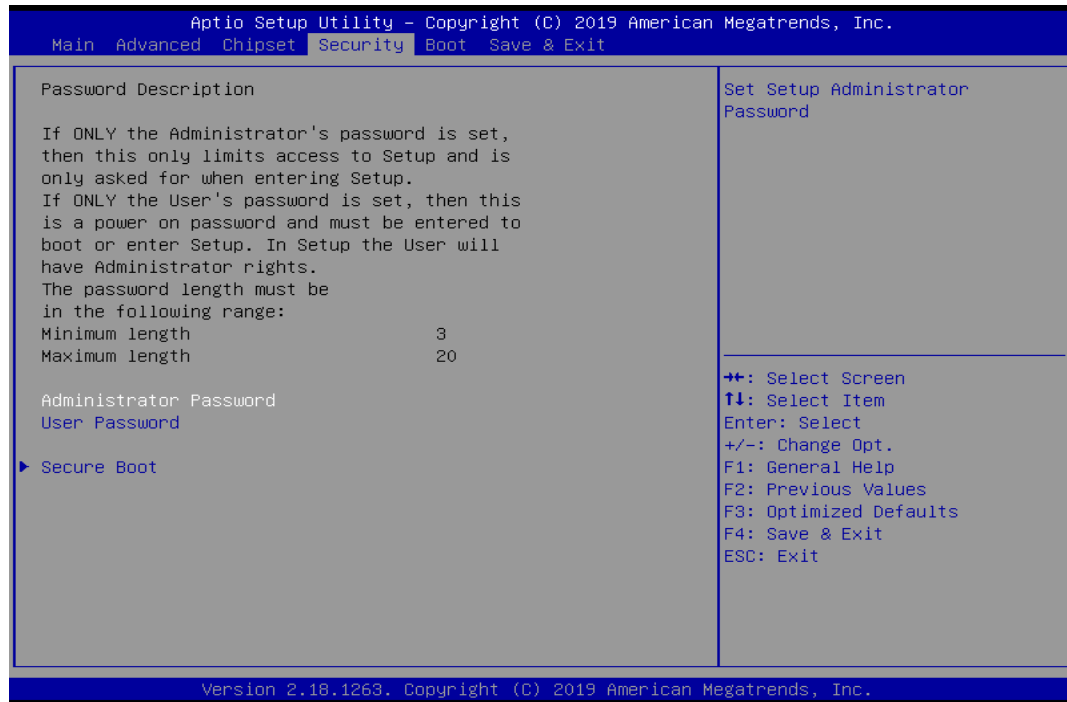 Aptio Setup Utility – Copyright (C) 2019 American Megatrends, Inc.
Main Advanced Chipset Security Boot Save & Exit
Password Description
If ONLY the Administrator's password is set,
then this only limits access to Setup and is
only asked for when entering Setup.
If ONLY the User's password is set, then this
is a power on password and must be entered to
boot or enter Setup. In Setup the User will
have Administrator rights.
The password length must be
in the following range:
Minimum length 3
Maximum length 20
Administrator Password
User Password
▶ Secure Boot
Set Setup Administrator
Password
→←: Select Screen
↑↓: Select Item
Enter: Select
+/-: Change Opt.
F1: General Help
F2: Previous Values
F3: Optimized Defaults
F4: Save & Exit
ESC: Exit
Version 2.18.1263. Copyright (C) 2019 American Megatrends, Inc.